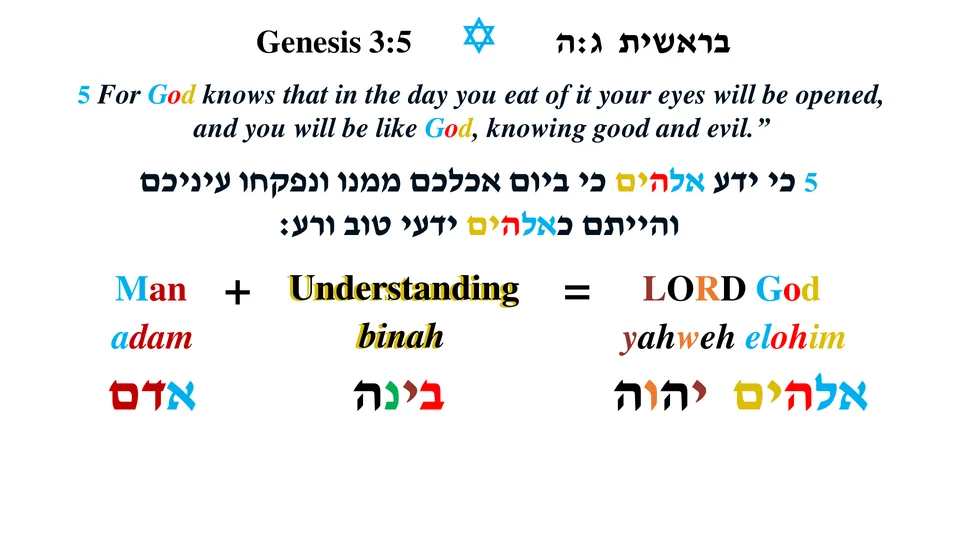 Genesis 3:5 ✡ בראשית ג:ה
5 For God knows that in the day you eat of it your eyes will be opened,
and you will be like God, knowing good and evil.”
5 כי ידע אלהים כי ביום אכלכם ממנו ונפקחו עיניכם
והייתם כאלהים ידעי טוב ורע:
Man + Understanding = LORD God
adam binah yahweh elohim
אדם בינה יהוה אלהים